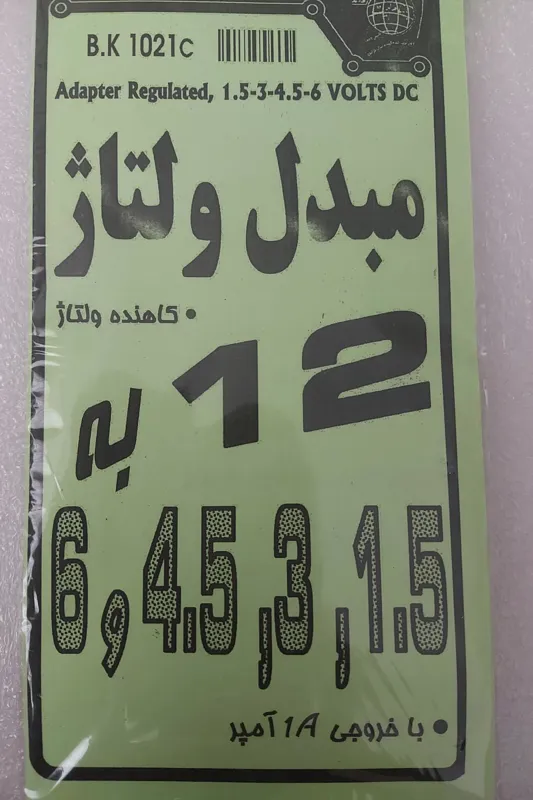 B.K 1021C
Adapter Regulated, 1.5-3-4.5-6 VOLTS DC
مبدل ولتاژ
• کاهنده ولتاژ
12 به
1.5 , 3 , 4.5 و 6
• با خروجی 1A آمپر